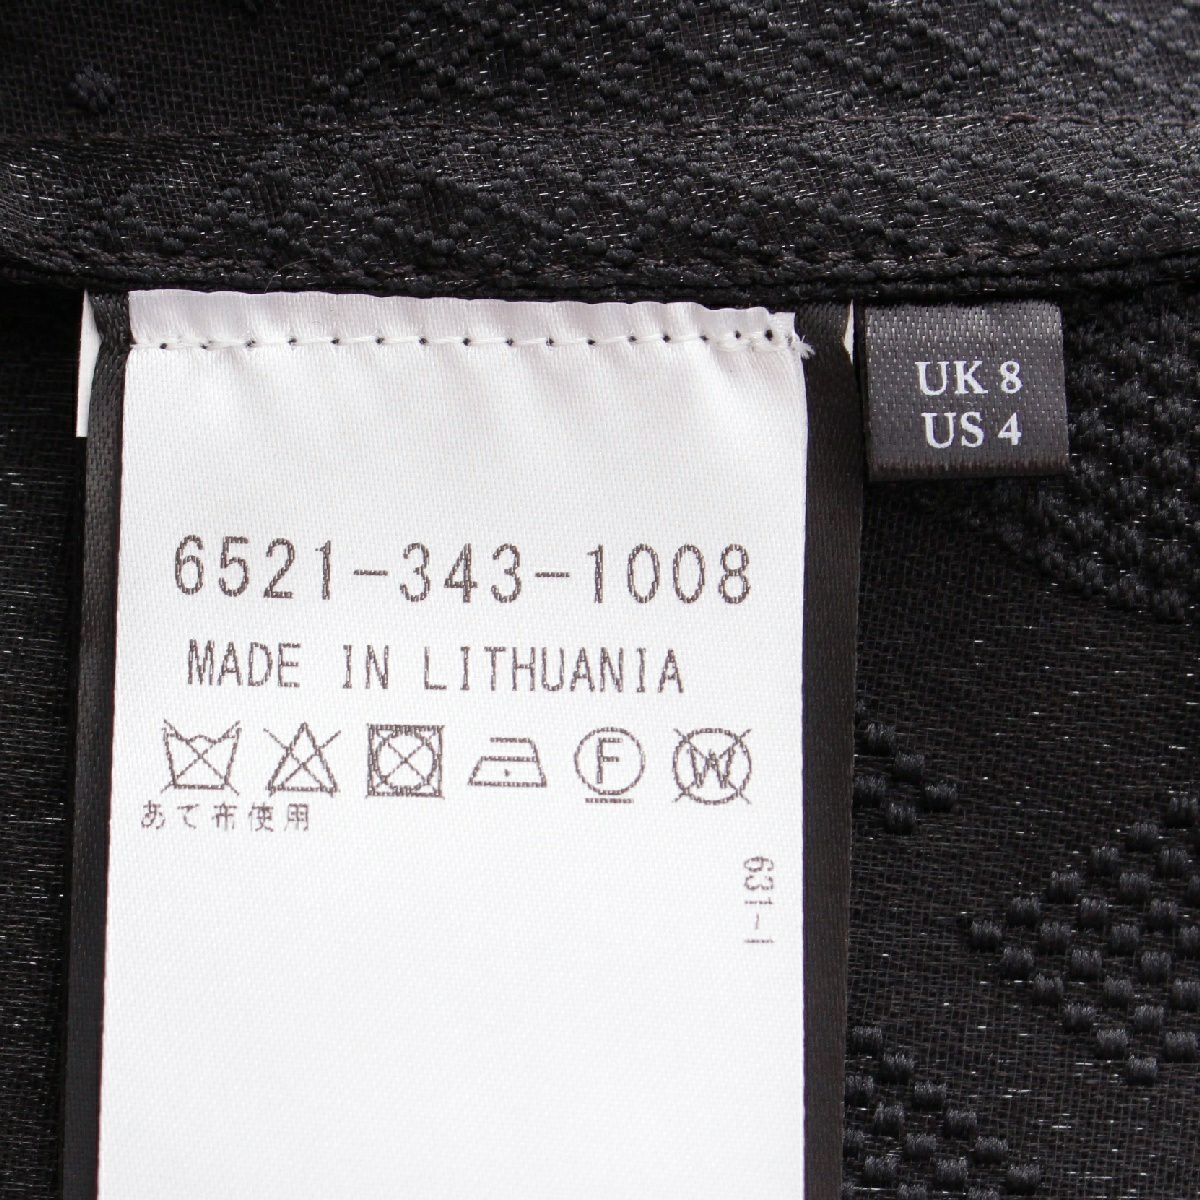 UK 8
US 4
6521-343-1008
MADE IN LITHUANIA
F W
あて布使用
631-1